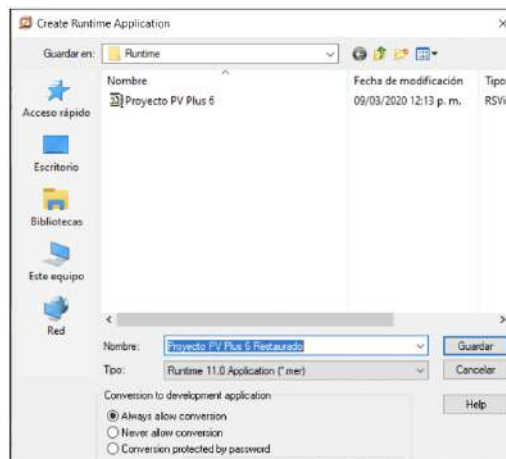 Create Runtime Application
Guardar en: Runtime
Nombre Fecha de modificación Tipo
Proyecto PV Plus 6 09/03/2020 12:13 p. m. RSVi
Acceso rápido
Escritorio
Bibliotecas
Este equipo
Red
Nombre: Proyecto PV Plus 6 Restaurado Guardar
Tipo: Runtime 11.0 Application (*.mer) Cancelar
Conversion to development application Help
Always allow conversion
Never allow conversion
Conversion protected by password